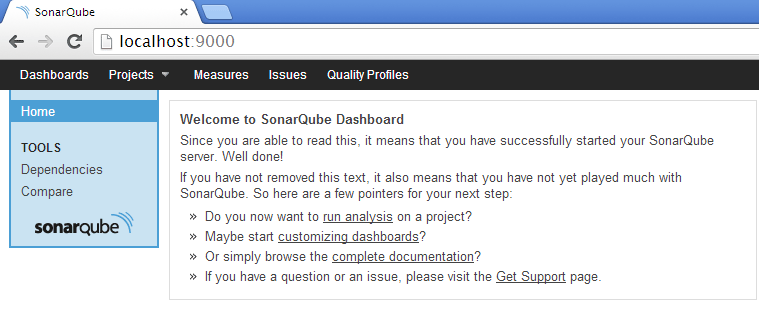 SonarQube
localhost:9000
Dashboards Projects Measures Issues Quality Profiles
Home
TOOLS
Dependencies
Compare
sonarqube
Welcome to SonarQube Dashboard
Since you are able to read this, it means that you have successfully started your SonarQube
server. Well done!
If you have not removed this text, it also means that you have not yet played much with
SonarQube. So here are a few pointers for your next step:
» Do you now want to run analysis on a project?
» Maybe start customizing dashboards?
» Or simply browse the complete documentation?
» If you have a question or an issue, please visit the Get Support page.